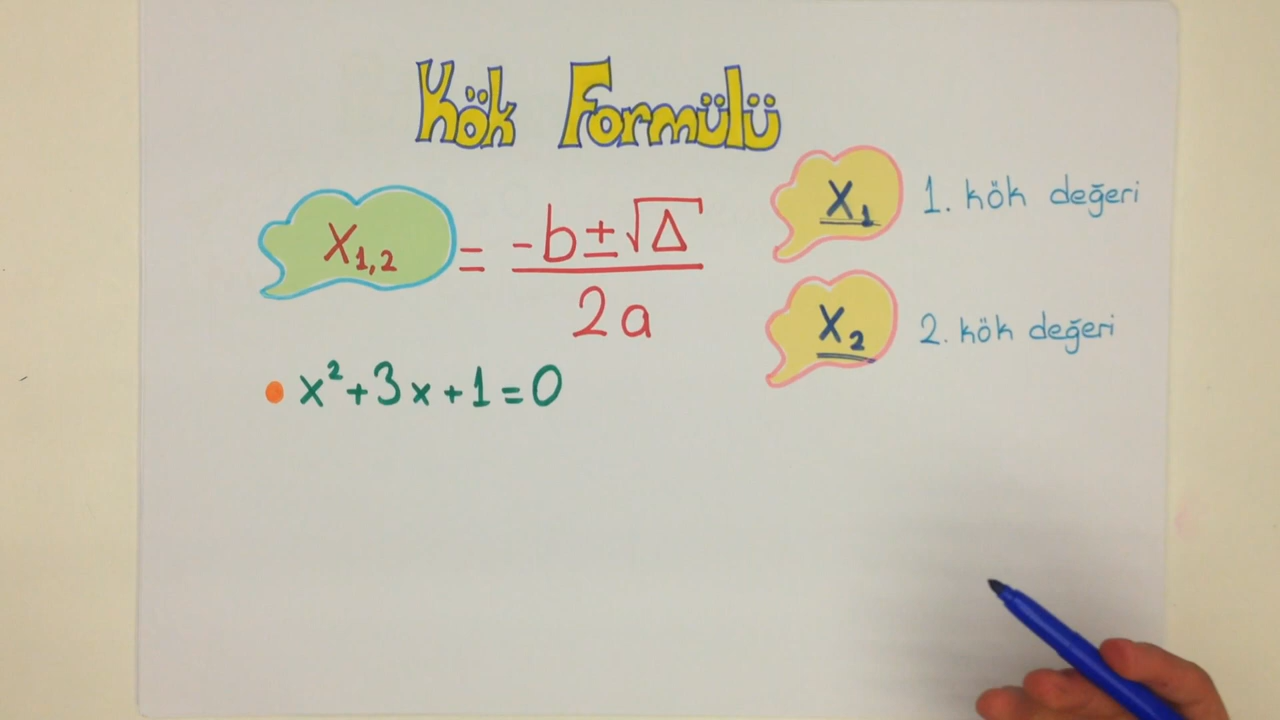 Kök Formülü
X₁,₂ = -b±√Δ / 2a
X₁ 1. kök değeri
X₂ 2. kök değeri
• x²+3x+1=0